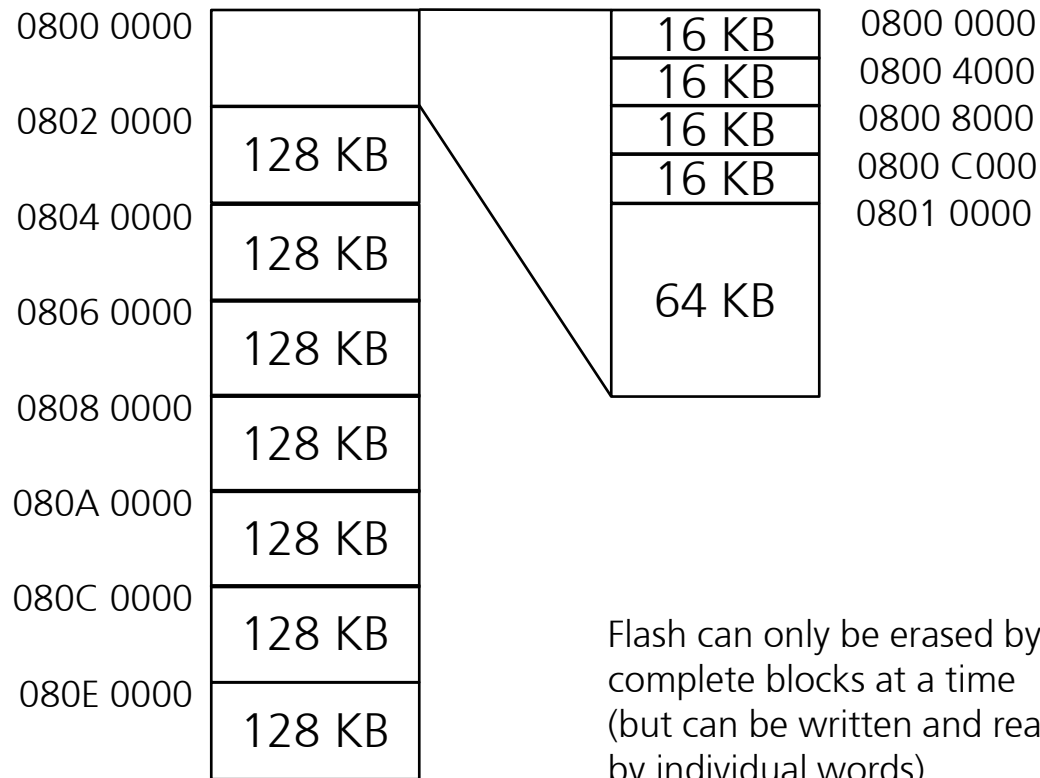 0800 0000
0802 0000
128 KB
0804 0000
128 KB
0806 0000
128 KB
0808 0000
128 KB
080A 0000
128 KB
080C 0000
128 KB
080E 0000
128 KB
16 KB
0800 0000
16 KB
0800 4000
16 KB
0800 8000
16 KB
0800 C000
0801 0000
64 KB
Flash can only be erased by
complete blocks at a time
(but can be written and rea
by individual words)